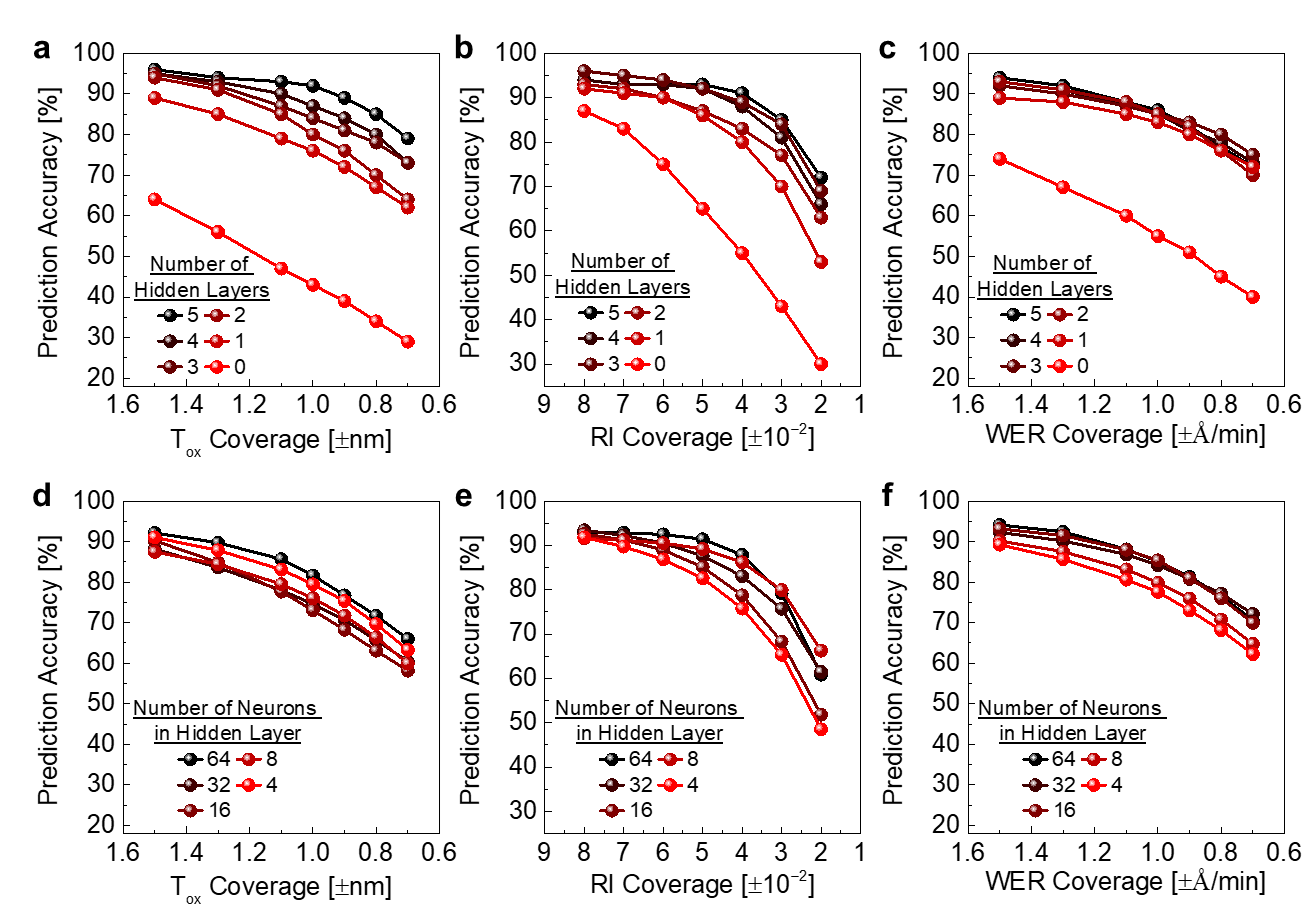 a
100
90
80
70
60
50
40
30
20
Prediction Accuracy [%]
Number of
Hidden Layers
5 2
4 1
3 0
1.6 1.4 1.2 1.0 0.8 0.6
Tox Coverage [±nm]
b
100
90
80
70
60
50
40
30
Prediction Accuracy [%]
Number of
Hidden Layers
5 2
4 1
3 0
9 8 7 6 5 4 3 2 1
RI Coverage [±10⁻²]
c
100
90
80
70
60
50
40
30
20
Prediction Accuracy [%]
Number of
Hidden Layers
5 2
4 1
3 0
1.6 1.4 1.2 1.0 0.8 0.6
WER Coverage [±Å/min]
d
100
90
80
70
60
50
40
30
20
Prediction Accuracy [%]
Number of Neurons
in Hidden Layer
64 8
32 4
16
1.6 1.4 1.2 1.0 0.8 0.6
Tox Coverage [±nm]
e
100
90
80
70
60
50
40
30
Prediction Accuracy [%]
Number of Neurons
in Hidden Layer
64 8
32 4
16
9 8 7 6 5 4 3 2 1
RI Coverage [±10⁻²]
f
100
90
80
70
60
50
40
30
20
Prediction Accuracy [%]
Number of Neurons
in Hidden Layer
64 8
32 4
16
1.6 1.4 1.2 1.0 0.8 0.6
WER Coverage [±Å/min]